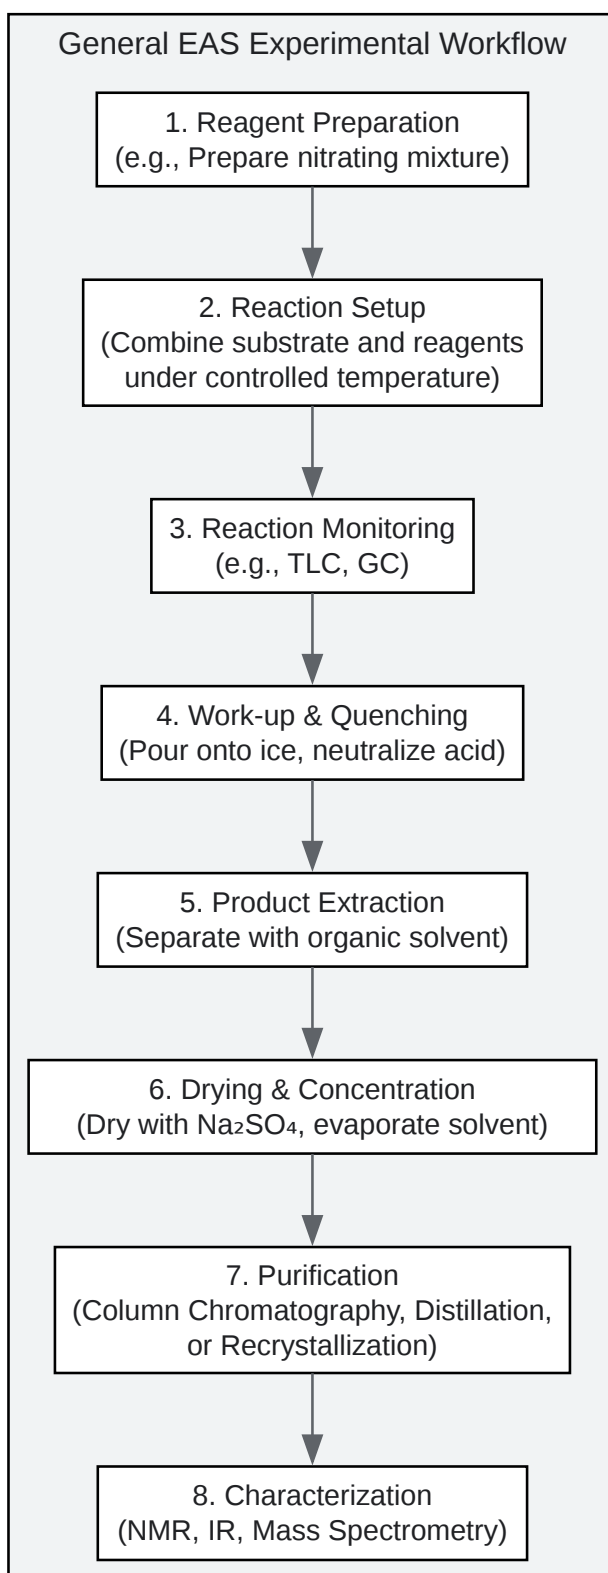 General EAS Experimental Workflow
1. Reagent Preparation
(e.g., Prepare nitrating mixture)
2. Reaction Setup
(Combine substrate and reagents
under controlled temperature)
3. Reaction Monitoring
(e.g., TLC, GC)
4. Work-up & Quenching
(Pour onto ice, neutralize acid)
5. Product Extraction
(Separate with organic solvent)
6. Drying & Concentration
(Dry with Na₂SO₄, evaporate solvent)
7. Purification
(Column Chromatography, Distillation,
or Recrystallization)
8. Characterization
(NMR, IR, Mass Spectrometry)